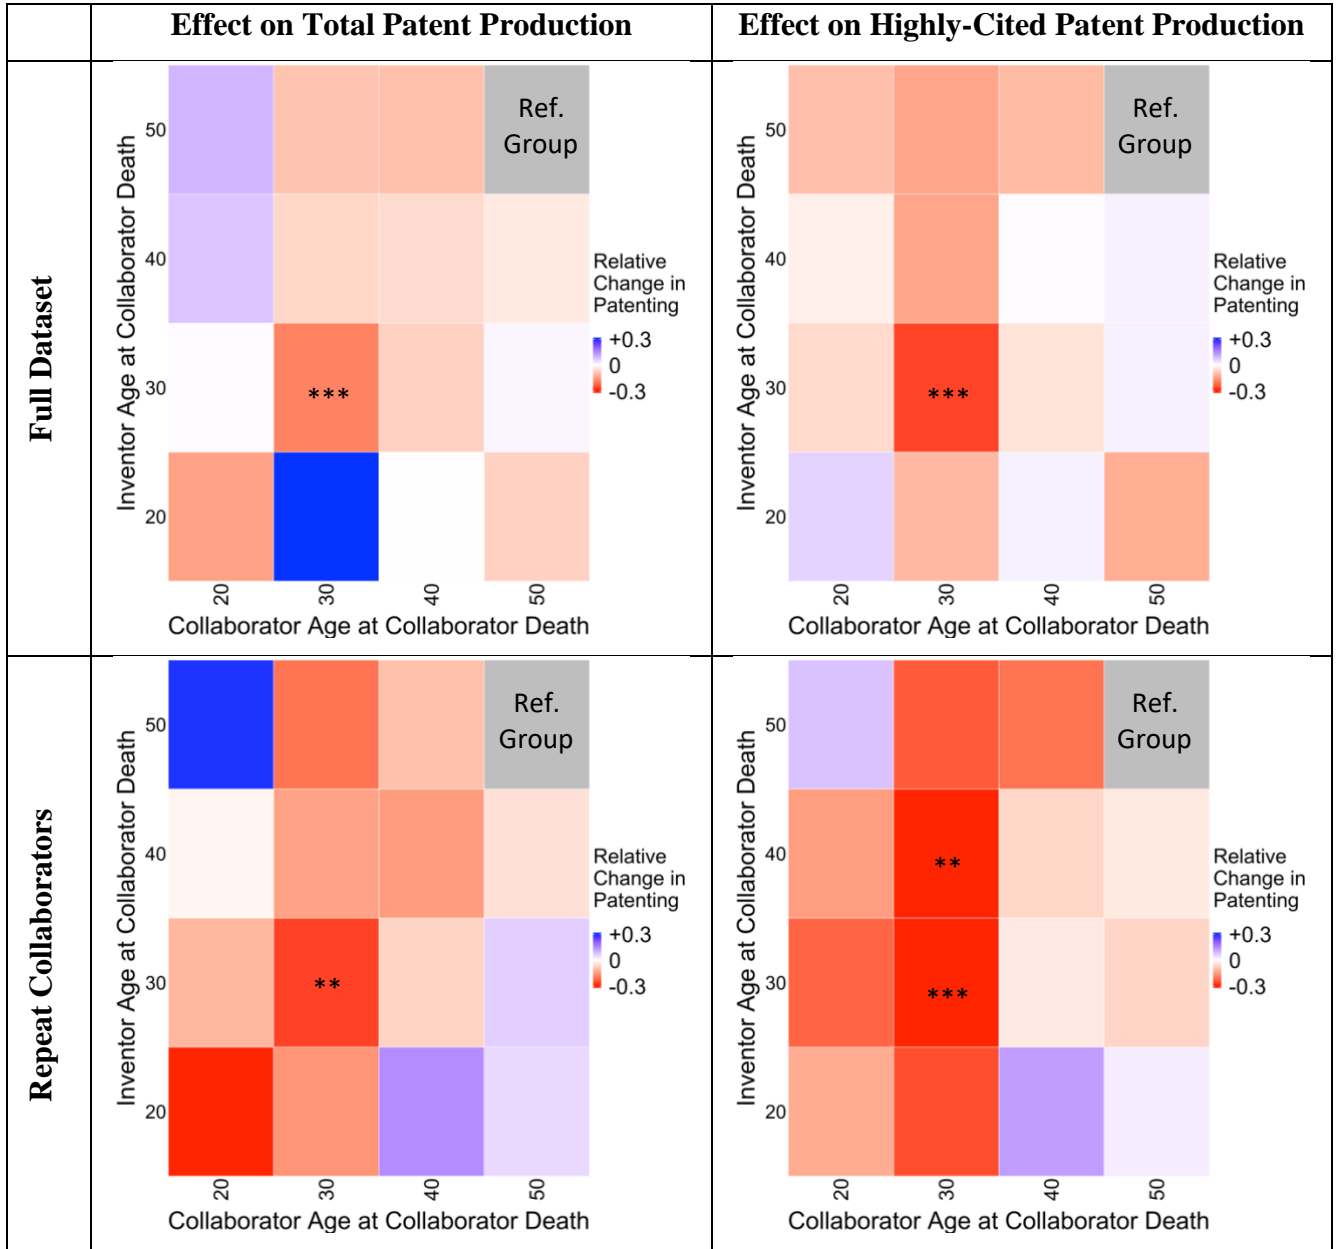 Effect on Total Patent Production
Effect on Highly-Cited Patent Production
Full Dataset
Inventor Age at Collaborator Death
50
40
30
20
Ref.
Group
***
20
30
40
50
Collaborator Age at Collaborator Death
Relative
Change in
Patenting
+0.3
0
-0.3
Inventor Age at Collaborator Death
50
40
30
20
Ref.
Group
***
20
30
40
50
Collaborator Age at Collaborator Death
Relative
Change in
Patenting
+0.3
0
-0.3
Repeat Collaborators
Inventor Age at Collaborator Death
50
40
30
20
Ref.
Group
**
20
30
40
50
Collaborator Age at Collaborator Death
Relative
Change in
Patenting
+0.3
0
-0.3
Inventor Age at Collaborator Death
50
40
30
20
Ref.
Group
**
***
20
30
40
50
Collaborator Age at Collaborator Death
Relative
Change in
Patenting
+0.3
0
-0.3